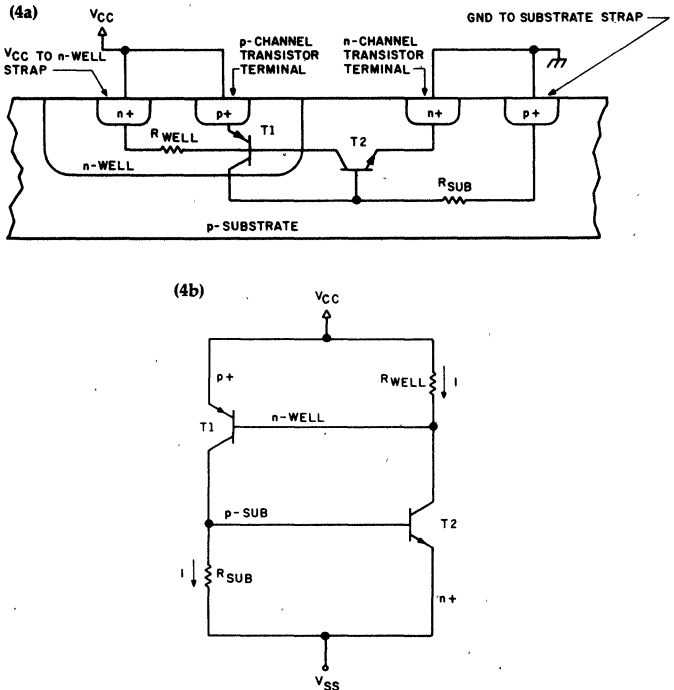 (4a)
VCC
GND TO SUBSTRATE STRAP
VCC TO n-WELL
STRAP
p-CHANNEL
TRANSISTOR
TERMINAL
n-CHANNEL
TRANSISTOR
TERMINAL
n+
p+
n+
p+
RWELL
T1
T2
n-WELL
RSUB
p-SUBSTRATE
(4b)
VCC
p+
RWELL
I
T1
n-WELL
p-SUB
T2
I
RSUB
n+
VSS